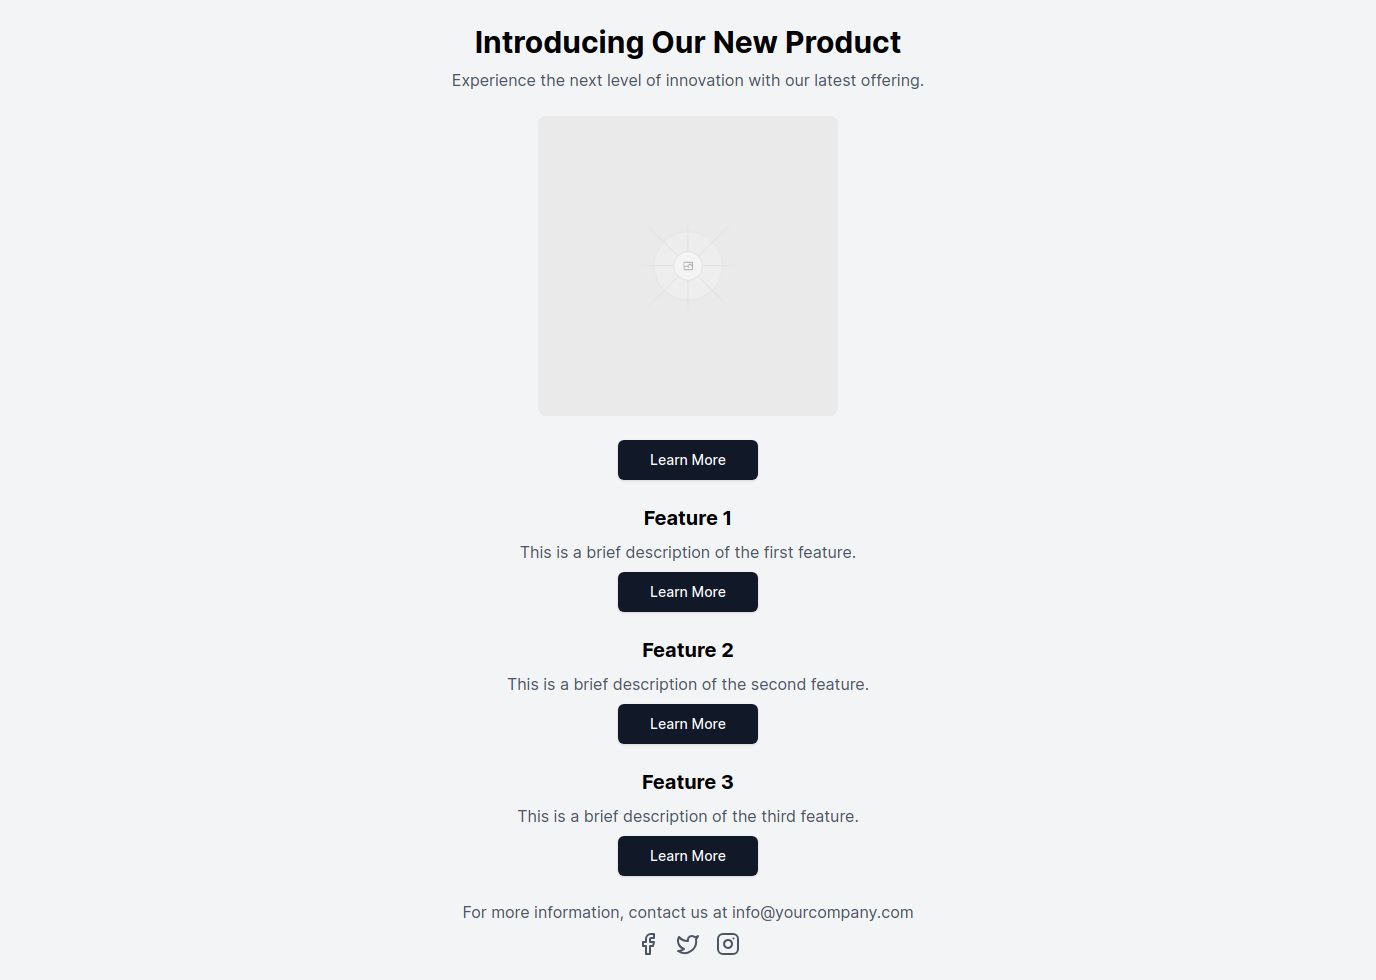 Introducing Our New Product
Experience the next level of innovation with our latest offering.
Learn More
Feature 1
This is a brief description of the first feature.
Learn More
Feature 2
This is a brief description of the second feature.
Learn More
Feature 3
This is a brief description of the third feature.
Learn More
For more information, contact us at info@yourcompany.com